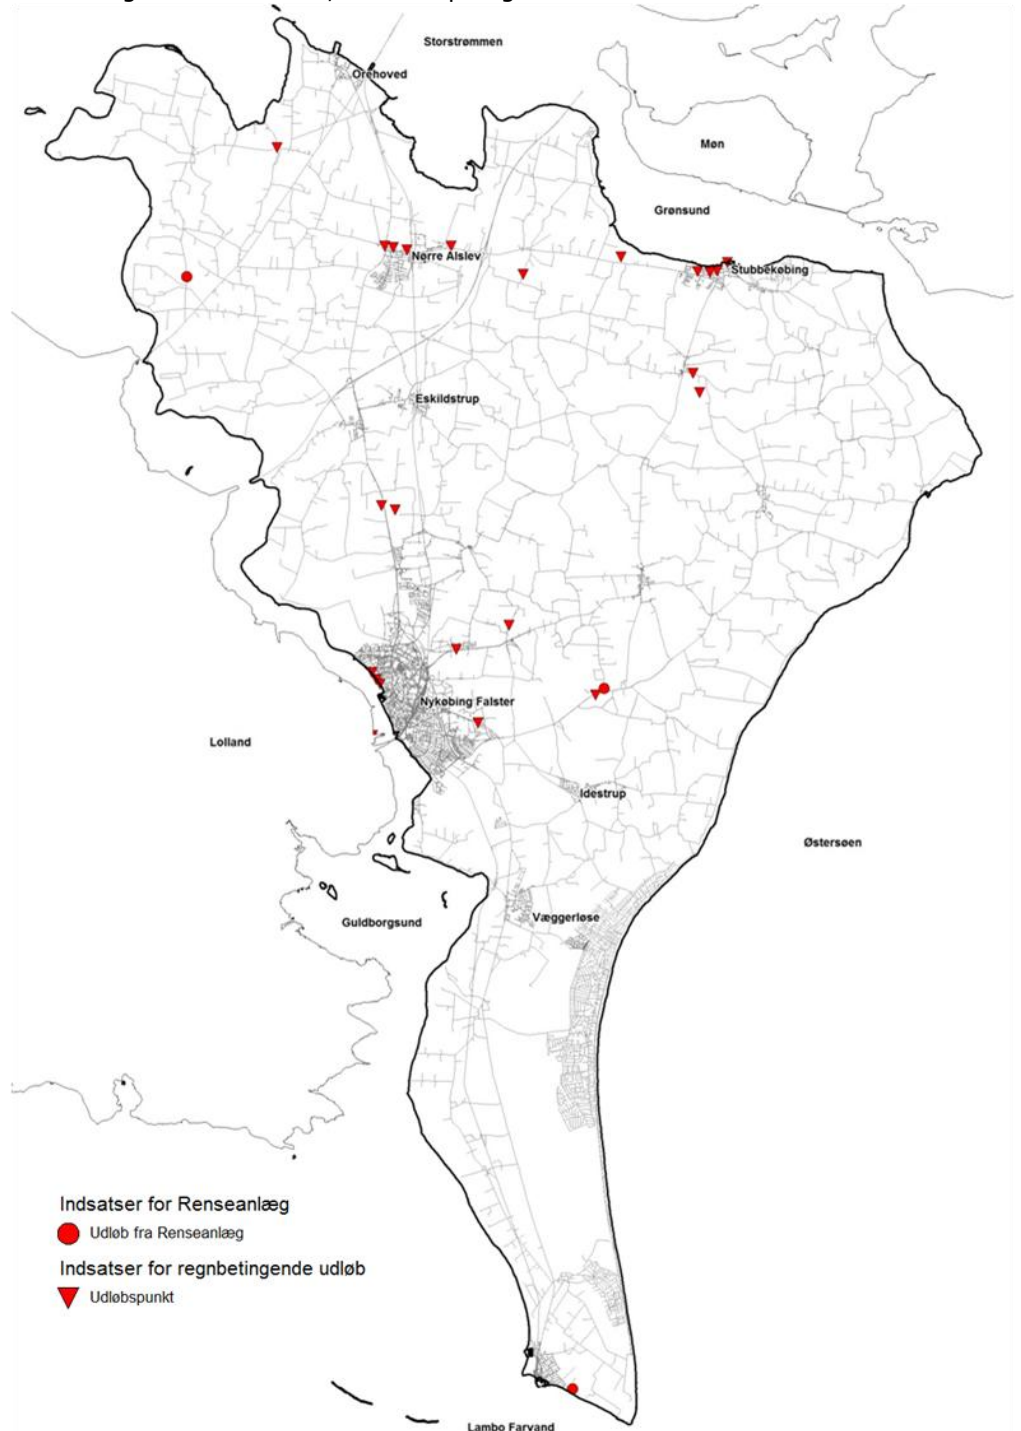 Storstrømmen
Orehoved
Møn
Grønsund
Nørre Alslev
Stubbekøbing
Eskildstrup
Nykøbing Falster
Lolland
Idestrup
Østersøen
Væggerløse
Guldborgsund
Indsatser for Renseanlæg
Udløb fra Renseanlæg
Indsatser for regnbetingende udløb
Udløbspunkt
Lambo Farvand